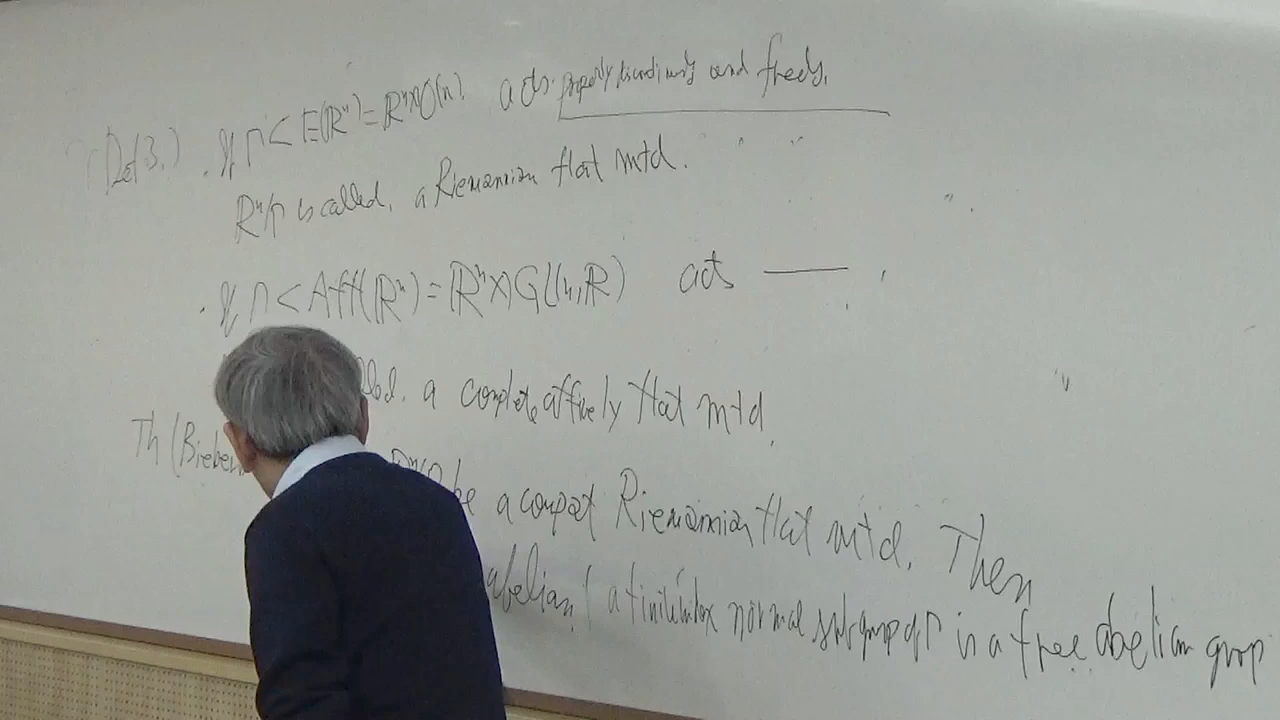 (Def 3.) . If Γ < E(ℝⁿ) = ℝⁿ⋊O(n). acts properly discontinuously and freely,
ℝⁿ/Γ is called, a Riemannian flat mfd.
. If Γ < Aff(ℝⁿ) = ℝⁿ⋊GL(n,ℝ) acts —— ,
a complete affinely flat mfd.
Th (Bieber be a compact Riemannian flat mfd. Then
abelian. ( a finite index normal subgroup of Γ is a free abelian group